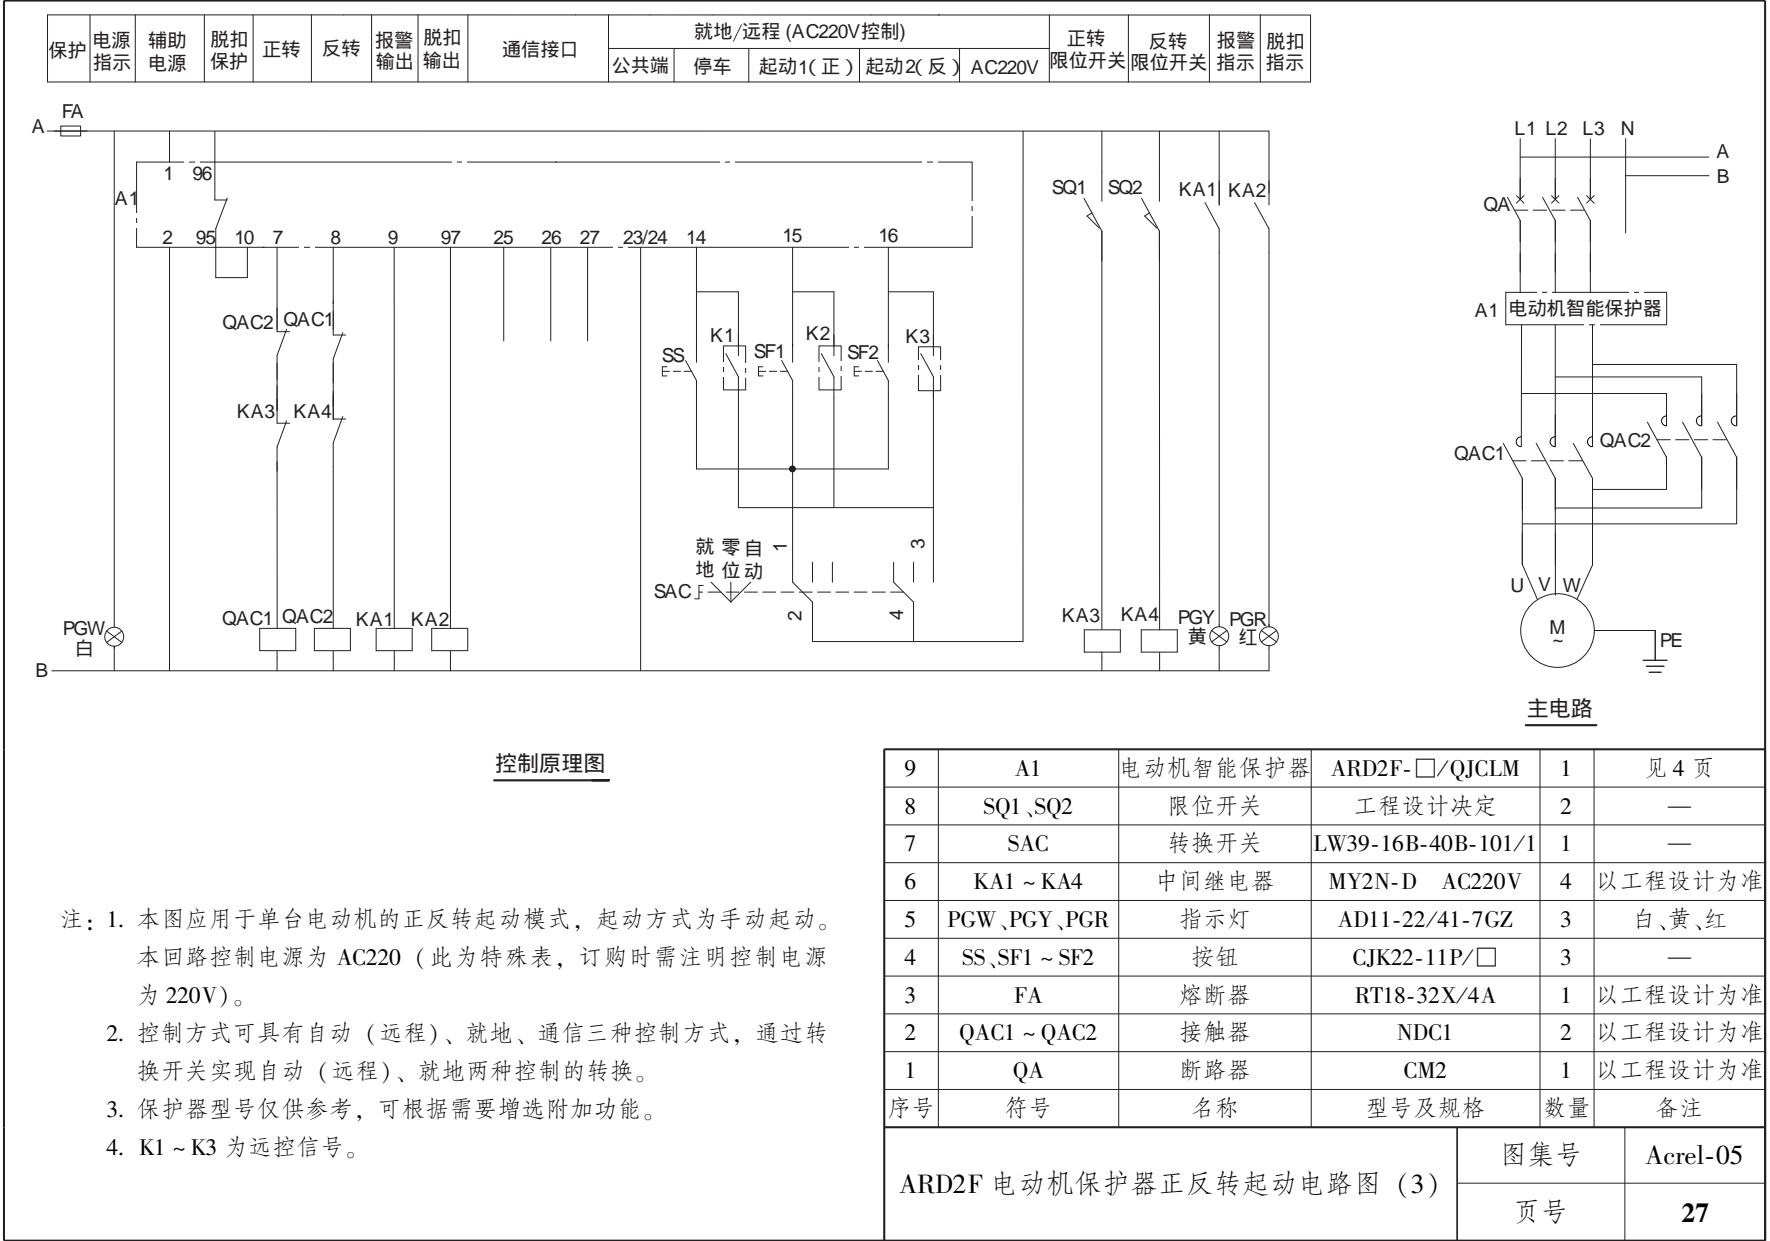 保护 电源指示 辅助电源 脱扣保护 正转 反转 报警输出 脱扣输出 通信接口 就地/远程 (AC220V控制) 正转限位开关 反转限位开关 报警指示 脱扣指示
公共端 停车 起动1(正) 起动2(反) AC220V
FA
A
L1 L2 L3 N
A
B
1 96
A1
SQ1 SQ2 KA1 KA2
QA
2 95 10 7 8 9 97 25 26 27 23/24 14 15 16
A1 电动机智能保护器
QAC2 QAC1
K1 K2 K3
SS SF1 SF2
KA3 KA4
QAC1 QAC2
就地 零位 自动
1 3
SAC
2 4
U V W
PGW 白
QAC1 QAC2 KA1 KA2
KA3 KA4 PGY 黄 PGR 红
M
~
PE
B
主电路
控制原理图
9 A1 电动机智能保护器 ARD2F-□/QJCLM 1 见 4 页
8 SQ1、SQ2 限位开关 工程设计决定 2 —
7 SAC 转换开关 LW39-16B-40B-101/1 1 —
6 KA1 ~ KA4 中间继电器 MY2N-D AC220V 4 以工程设计为准
5 PGW、PGY、PGR 指示灯 AD11-22/41-7GZ 3 白、黄、红
4 SS、SF1 ~ SF2 按钮 CJK22-11P/□ 3 —
3 FA 熔断器 RT18-32X/4A 1 以工程设计为准
2 QAC1 ~ QAC2 接触器 NDC1 2 以工程设计为准
1 QA 断路器 CM2 1 以工程设计为准
序号 符号 名称 型号及规格 数量 备注
注：1. 本图应用于单台电动机的正反转起动模式，起动方式为手动起动。
本回路控制电源为 AC220（此为特殊表，订购时需注明控制电源
为 220V）。
2. 控制方式可具有自动（远程）、就地、通信三种控制方式，通过转
换开关实现自动（远程）、就地两种控制的转换。
3. 保护器型号仅供参考，可根据需要增选附加功能。
4. K1 ~ K3 为远控信号。
ARD2F 电动机保护器正反转起动电路图（3）
图集号 Acrel-05
页号 27